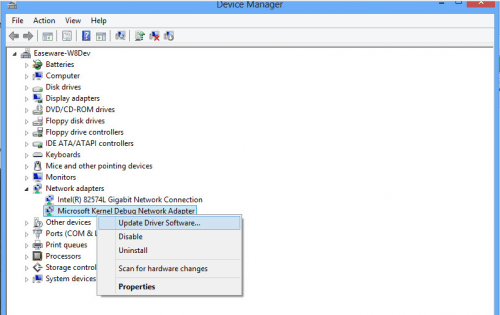 Device Manager
File Action View Help
Easeware-W8Dev
Batteries
Computer
Disk drives
Display adapters
DVD/CD-ROM drives
Floppy disk drives
Floppy drive controllers
IDE ATA/ATAPI controllers
Keyboards
Mice and other pointing devices
Monitors
Network adapters
Intel(R) 82574L Gigabit Network Connection
Microsoft Kernel Debug Network Adapter
Other devices
Ports (COM & L
Print queues
Processors
Storage control
System devices
Update Driver Software...
Disable
Uninstall
Scan for hardware changes
Properties